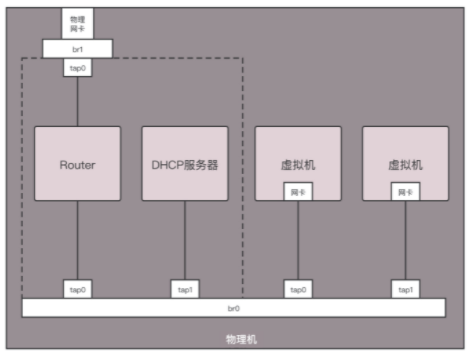 物理
网卡
br1
tap0
Router
DHCP服务器
虚拟机
网卡
虚拟机
网卡
tap0
tap1
tap0
tap1
br0
物理机